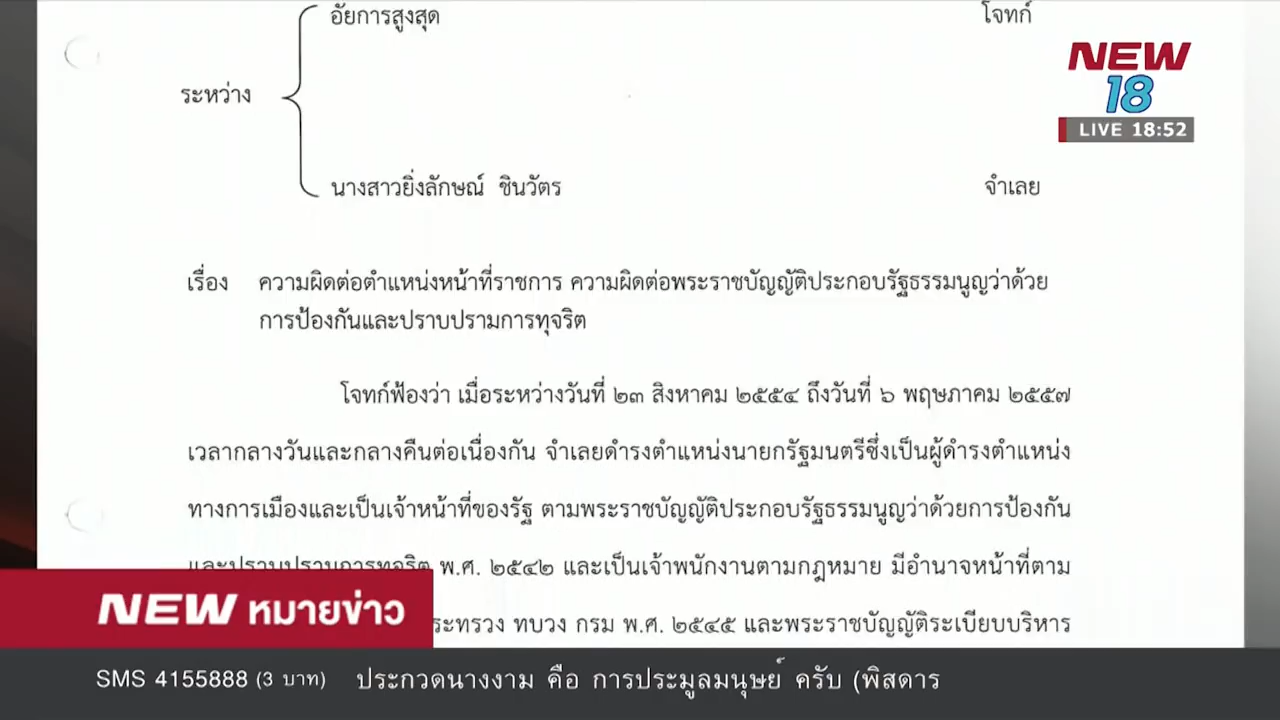 อัยการสูงสุด โจทก์
NEW
18
LIVE 18:52
ระหว่าง
นางสาวยิ่งลักษณ์ ชินวัตร จำเลย
เรื่อง ความผิดต่อตำแหน่งหน้าที่ราชการ ความผิดต่อพระราชบัญญัติประกอบรัฐธรรมนูญว่าด้วย
การป้องกันและปราบปรามการทุจริต
โจทก์ฟ้องว่า เมื่อระหว่างวันที่ ๒๓ สิงหาคม ๒๕๕๔ ถึงวันที่ ๖ พฤษภาคม ๒๕๕๗
เวลากลางวันและกลางคืนต่อเนื่องกัน จำเลยดำรงตำแหน่งนายกรัฐมนตรีซึ่งเป็นผู้ดำรงตำแหน่ง
ทางการเมืองและเป็นเจ้าหน้าที่ของรัฐ ตามพระราชบัญญัติประกอบรัฐธรรมนูญว่าด้วยการป้องกัน
และปราบปรามการทุจริต พ.ศ. ๒๕๔๒ และเป็นเจ้าพนักงานตามกฎหมาย มีอำนาจหน้าที่ตาม
ระทรวง ทบวง กรม พ.ศ. ๒๕๔๕ และพระราชบัญญัติระเบียบบริหาร
NEW หมายข่าว
SMS 4155888 (3 บาท) ประกวดนางงาม คือ การประมูลมนุษย์ ครับ (พิสดาร